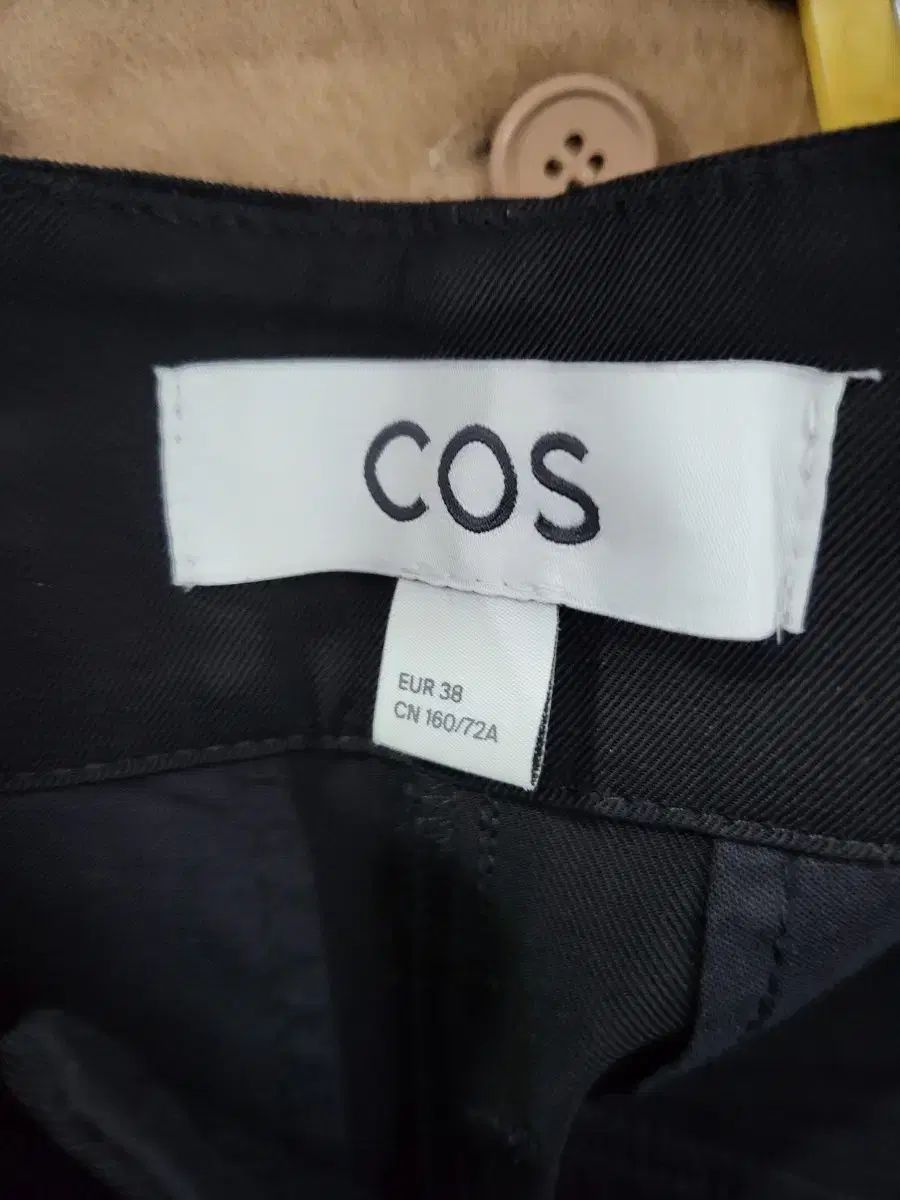 COS
EUR 38
CN 160/72A